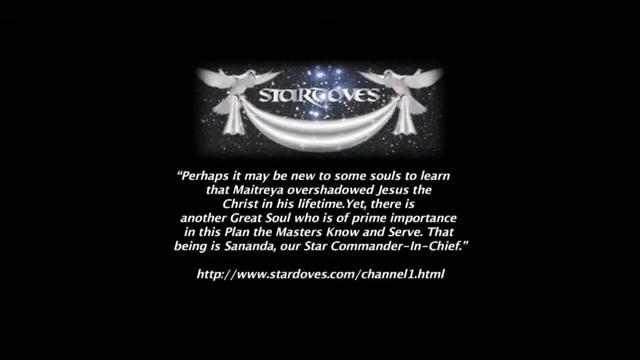 STARDOVES
“Perhaps it may be new to some souls to learn
that Maitreya overshadowed Jesus the
Christ in his lifetime.Yet, there is
another Great Soul who is of prime importance
in this Plan the Masters Know and Serve. That
being is Sananda, our Star Commander-In-Chief.”
http://www.stardoves.com/channel1.html